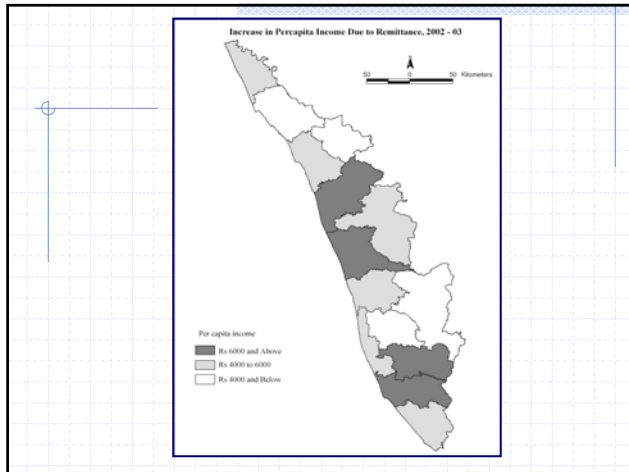 Increase in Percapita Income Due to Remittance, 2002 - 03
50 0 50 Kilometers
Per capita income
Rs 6000 and Above
Rs 4000 to 6000
Rs 4000 and Below